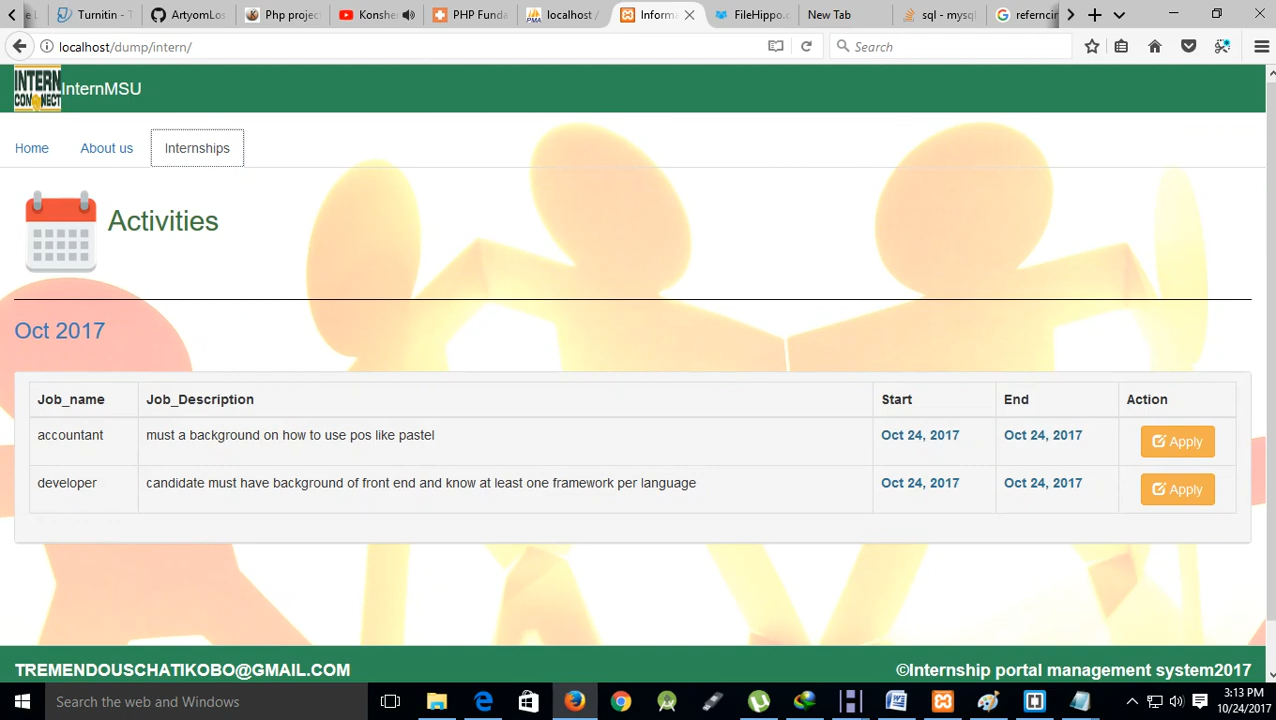 Turnitin - T
ArtyomLos
Php projec
Konshe
PHP Funda
localhost /
Inform
FileHippo.c
New Tab
sql - mysql
referncin
localhost/dump/intern/
Search
INTERN
CONNECT
InternMSU
Home About us Internships
Activities
Oct 2017
Job_name Job_Description Start End Action
accountant must a background on how to use pos like pastel Oct 24, 2017 Oct 24, 2017 Apply
developer candidate must have background of front end and know at least one framework per language Oct 24, 2017 Oct 24, 2017 Apply
TREMENDOUSCHATIKOBO@GMAIL.COM ©Internship portal management system2017
Search the web and Windows
3:13 PM
10/24/2017